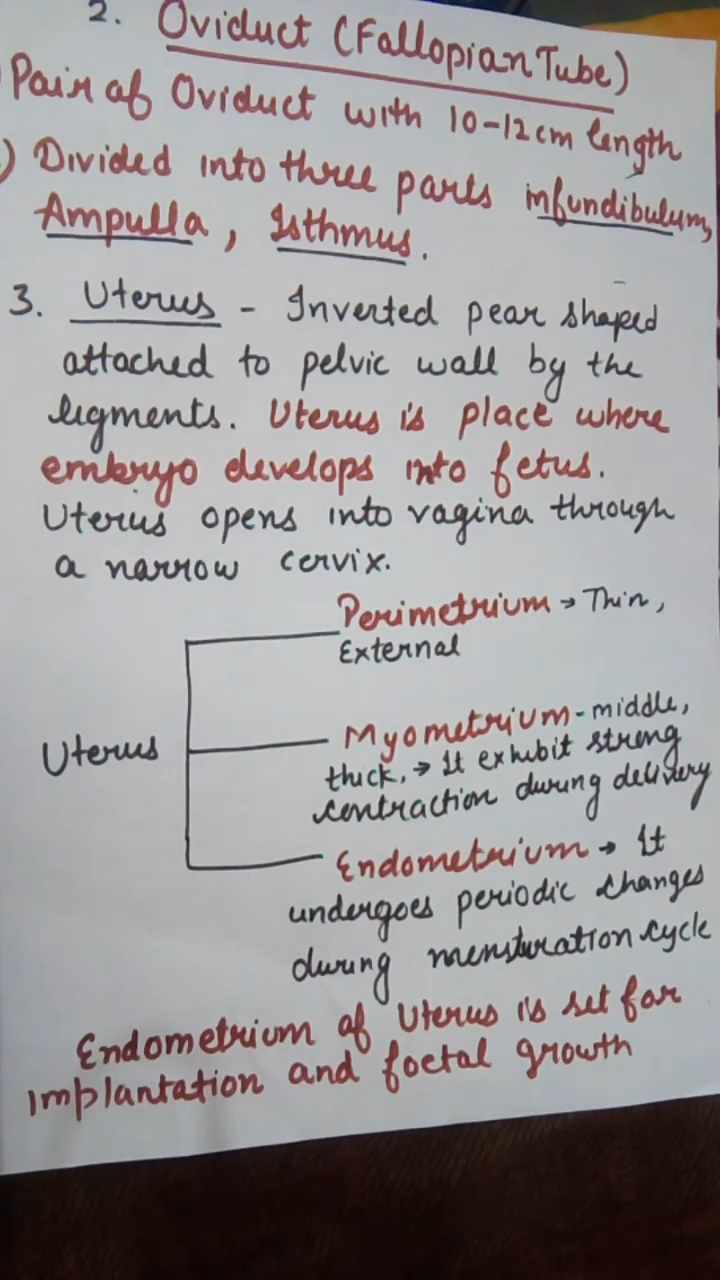 2. Oviduct (Fallopian Tube)
Pair of Oviduct with 10-12cm length
) Divided into three parts infundibulum,
Ampulla, Isthmus.
3. Uterus - Inverted pear shaped
attached to pelvic wall by the
ligments. Uterus is place where
embryo develops into fetus.
Uterus opens into vagina through
a narrow cervix.
Perimetrium → Thin,
External
Uterus
Myometrium - middle,
thick, → It exhibit strong
contraction during delivery
Endometrium → It
undergoes periodic changes
during mensturation cycle
Endometrium of Uterus is set for
implantation and foetal growth